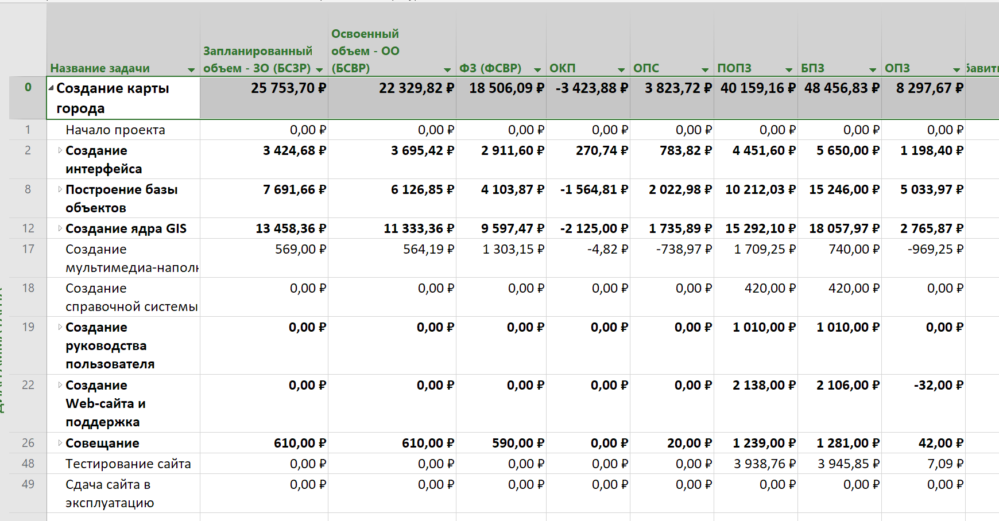 Освоенный
Запланированный объем - ОО
Название задачи объем - ЗО (БСЗР) (БСВР) ФЗ (ФСВР) ОКП ОПС ПОПЗ БПЗ ОПЗ
0 Создание карты 25 753,70 ₽ 22 329,82 ₽ 18 506,09 ₽ -3 423,88 ₽ 3 823,72 ₽ 40 159,16 ₽ 48 456,83 ₽ 8 297,67 ₽
города
1 Начало проекта 0,00 ₽ 0,00 ₽ 0,00 ₽ 0,00 ₽ 0,00 ₽ 0,00 ₽ 0,00 ₽ 0,00 ₽
2 Создание 3 424,68 ₽ 3 695,42 ₽ 2 911,60 ₽ 270,74 ₽ 783,82 ₽ 4 451,60 ₽ 5 650,00 ₽ 1 198,40 ₽
интерфейса
8 Построение базы 7 691,66 ₽ 6 126,85 ₽ 4 103,87 ₽ -1 564,81 ₽ 2 022,98 ₽ 10 212,03 ₽ 15 246,00 ₽ 5 033,97 ₽
объектов
12 Создание ядра GIS 13 458,36 ₽ 11 333,36 ₽ 9 597,47 ₽ -2 125,00 ₽ 1 735,89 ₽ 15 292,10 ₽ 18 057,97 ₽ 2 765,87 ₽
17 Создание 569,00 ₽ 564,19 ₽ 1 303,15 ₽ -4,82 ₽ -738,97 ₽ 1 709,25 ₽ 740,00 ₽ -969,25 ₽
мультимедиа-наполн
18 Создание 0,00 ₽ 0,00 ₽ 0,00 ₽ 0,00 ₽ 0,00 ₽ 420,00 ₽ 420,00 ₽ 0,00 ₽
справочной системы
19 Создание 0,00 ₽ 0,00 ₽ 0,00 ₽ 0,00 ₽ 0,00 ₽ 1 010,00 ₽ 1 010,00 ₽ 0,00 ₽
руководства
пользователя
22 Создание 0,00 ₽ 0,00 ₽ 0,00 ₽ 0,00 ₽ 0,00 ₽ 2 138,00 ₽ 2 106,00 ₽ -32,00 ₽
Web-сайта и
поддержка
26 Совещание 610,00 ₽ 610,00 ₽ 590,00 ₽ 0,00 ₽ 20,00 ₽ 1 239,00 ₽ 1 281,00 ₽ 42,00 ₽
48 Тестирование сайта 0,00 ₽ 0,00 ₽ 0,00 ₽ 0,00 ₽ 0,00 ₽ 3 938,76 ₽ 3 945,85 ₽ 7,09 ₽
49 Сдача сайта в 0,00 ₽ 0,00 ₽ 0,00 ₽ 0,00 ₽ 0,00 ₽ 0,00 ₽ 0,00 ₽ 0,00 ₽
эксплуатацию